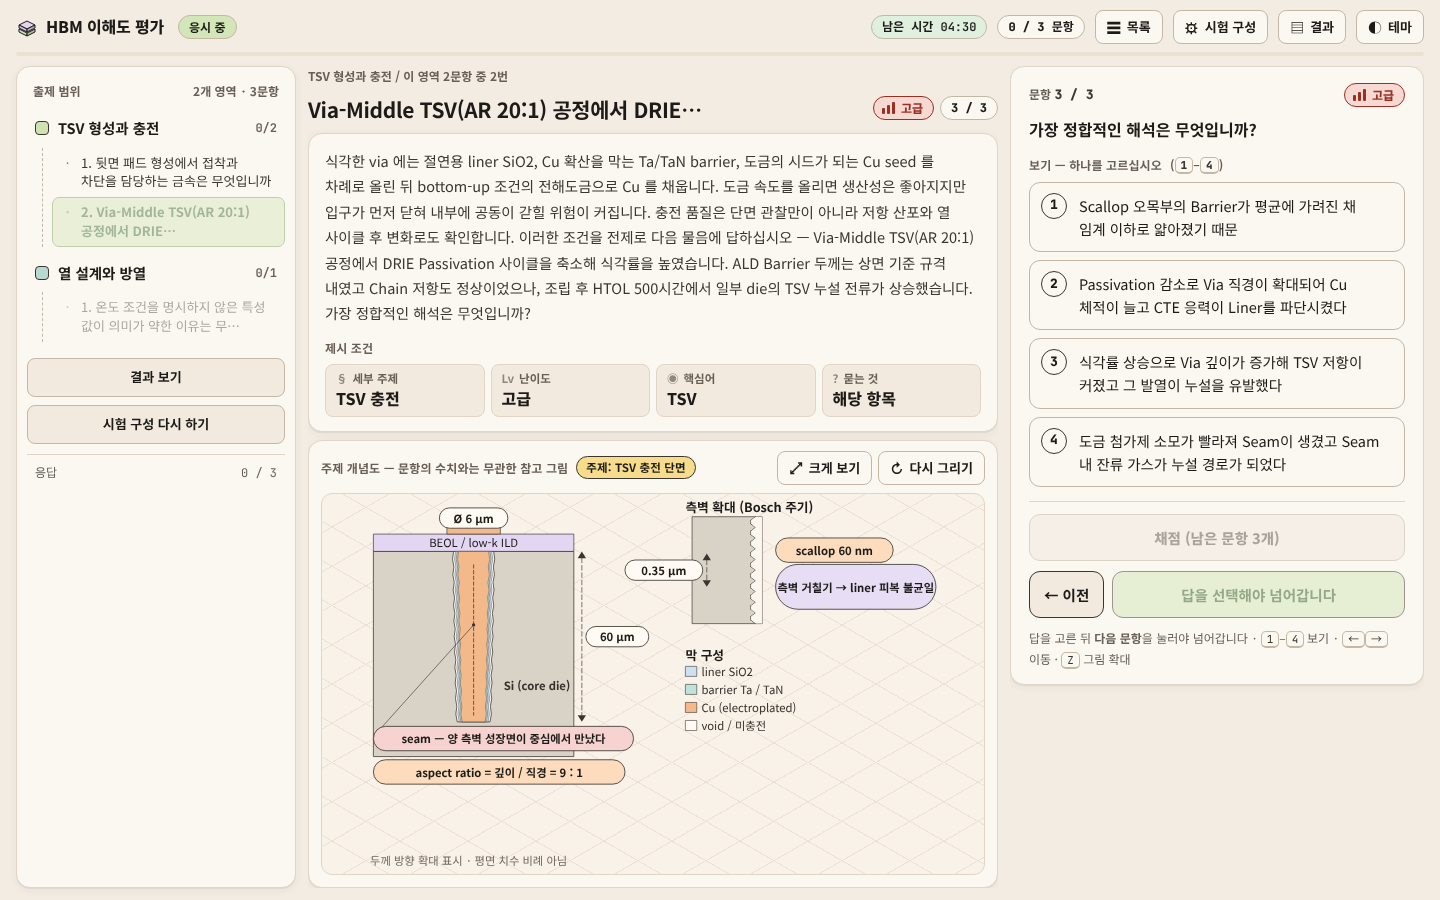 HBM 이해도 평가
응시 중
남은 시간 04:30
0 / 3 문항
목록
시험 구성
결과
테마
출제 범위
2개 영역 · 3문항
TSV 형성과 충전
0/2
· 1. 뒷면 패드 형성에서 접착과
차단을 담당하는 금속은 무엇입니까
· 2. Via-Middle TSV(AR 20:1)
공정에서 DRIE…
열 설계와 방열
0/1
· 1. 온도 조건을 명시하지 않은 특성
값이 의미가 약한 이유는 무…
결과 보기
시험 구성 다시 하기
응답
0 / 3
TSV 형성과 충전 / 이 영역 2문항 중 2번
Via-Middle TSV(AR 20:1) 공정에서 DRIE…
고급
3 / 3
식각한 via 에는 절연용 liner SiO2, Cu 확산을 막는 Ta/TaN barrier, 도금의 시드가 되는 Cu seed 를
차례로 올린 뒤 bottom-up 조건의 전해도금으로 Cu 를 채웁니다. 도금 속도를 올리면 생산성은 좋아지지만
입구가 먼저 닫혀 내부에 공동이 갇힐 위험이 커집니다. 충전 품질은 단면 관찰만이 아니라 저항 산포와 열
사이클 후 변화로도 확인합니다. 이러한 조건을 전제로 다음 물음에 답하십시오 — Via-Middle TSV(AR 20:1)
공정에서 DRIE Passivation 사이클을 축소해 식각률을 높였습니다. ALD Barrier 두께는 상면 기준 규격
내였고 Chain 저항도 정상이었으나, 조립 후 HTOL 500시간에서 일부 die의 TSV 누설 전류가 상승했습니다.
가장 정합적인 해석은 무엇입니까?
제시 조건
§ 세부 주제
TSV 충전
Lv 난이도
고급
◉ 핵심어
TSV
? 묻는 것
해당 항목
주제 개념도 — 문항의 수치와는 무관한 참고 그림
주제: TSV 충전 단면
크게 보기
다시 그리기
Ø 6 µm
BEOL / low-k ILD
60 µm
Si (core die)
seam — 양 측벽 성장면이 중심에서 만났다
aspect ratio = 깊이 / 직경 = 9 : 1
측벽 확대 (Bosch 주기)
0.35 µm
scallop 60 nm
측벽 거칠기 → liner 피복 불균일
막 구성
liner SiO2
barrier Ta / TaN
Cu (electroplated)
void / 미충전
두께 방향 확대 표시 · 평면 치수 비례 아님
문항 3 / 3
고급
가장 정합적인 해석은 무엇입니까?
보기 — 하나를 고르십시오 (1–4)
1 Scallop 오목부의 Barrier가 평균에 가려진 채
임계 이하로 얇아졌기 때문
2 Passivation 감소로 Via 직경이 확대되어 Cu
체적이 늘고 CTE 응력이 Liner를 파단시켰다
3 식각률 상승으로 Via 깊이가 증가해 TSV 저항이
커졌고 그 발열이 누설을 유발했다
4 도금 첨가제 소모가 빨라져 Seam이 생겼고 Seam
내 잔류 가스가 누설 경로가 되었다
채점 (남은 문항 3개)
← 이전
답을 선택해야 넘어갑니다
답을 고른 뒤 다음 문항을 눌러야 넘어갑니다 · 1–4 보기 · ← →
이동 · Z 그림 확대